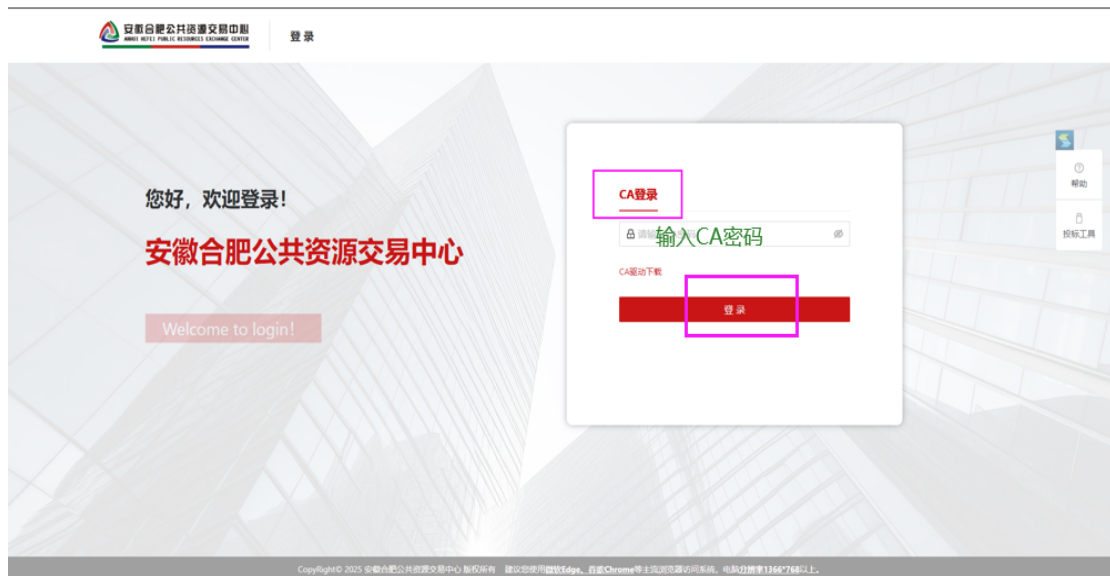 安徽合肥公共资源交易中心
ANHUI HEFEI PUBLIC RESOURCES EXCHANGE CENTER
登录
您好，欢迎登录！
安徽合肥公共资源交易中心
Welcome to login！
CA登录
请输
输入CA密码
CA驱动下载
登录
帮助
投标工具
CopyRight© 2025 安徽合肥公共资源交易中心 版权所有 建议您使用微软Edge、谷歌Chrome等主流浏览器访问系统，电脑分辨率1366*768以上。